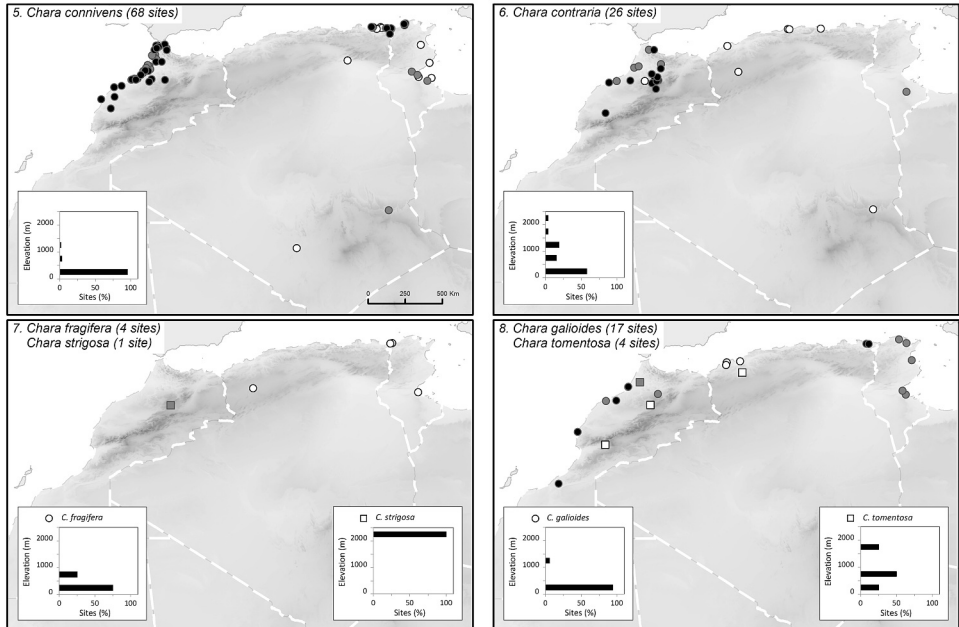 5. Chara connivens (68 sites)
2000
1000
0
Elevation (m)
0 50 100
Sites (%)
0 250 500 Km
6. Chara contraria (26 sites)
2000
1000
0
Elevation (m)
0 50 100
Sites (%)
7. Chara fragifera (4 sites)
Chara strigosa (1 site)
C. fragifera
2000
1000
0
Elevation (m)
0 50 100
Sites (%)
C. strigosa
2000
1000
0
Elevation (m)
0 50 100
Sites (%)
8. Chara galioides (17 sites)
Chara tomentosa (4 sites)
C. galioides
2000
1000
0
Elevation (m)
0 50 100
Sites (%)
C. tomentosa
2000
1000
0
Elevation (m)
0 50 100
Sites (%)